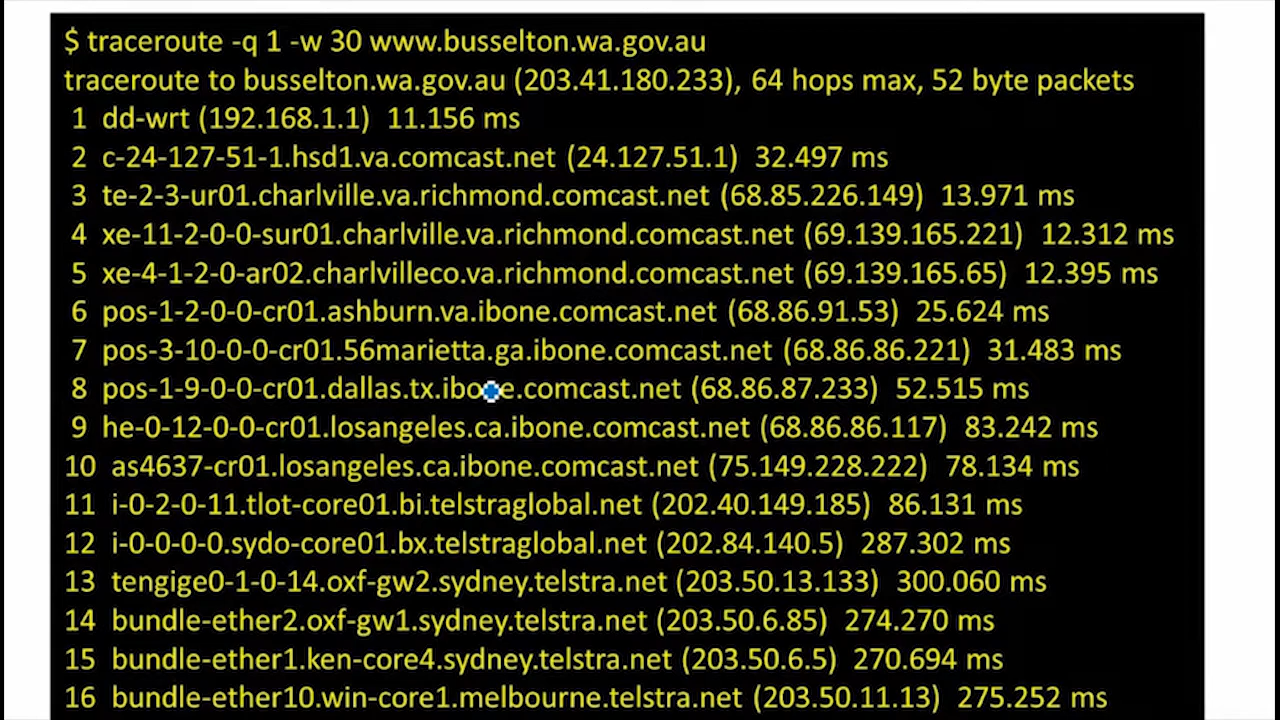 $ traceroute -q 1 -w 30 www.busselton.wa.gov.au
traceroute to busselton.wa.gov.au (203.41.180.233), 64 hops max, 52 byte packets
1 dd-wrt (192.168.1.1) 11.156 ms
2 c-24-127-51-1.hsd1.va.comcast.net (24.127.51.1) 32.497 ms
3 te-2-3-ur01.charlville.va.richmond.comcast.net (68.85.226.149) 13.971 ms
4 xe-11-2-0-0-sur01.charlville.va.richmond.comcast.net (69.139.165.221) 12.312 ms
5 xe-4-1-2-0-ar02.charlvilleco.va.richmond.comcast.net (69.139.165.65) 12.395 ms
6 pos-1-2-0-0-cr01.ashburn.va.ibone.comcast.net (68.86.91.53) 25.624 ms
7 pos-3-10-0-0-cr01.56marietta.ga.ibone.comcast.net (68.86.86.221) 31.483 ms
8 pos-1-9-0-0-cr01.dallas.tx.ibone.comcast.net (68.86.87.233) 52.515 ms
9 he-0-12-0-0-cr01.losangeles.ca.ibone.comcast.net (68.86.86.117) 83.242 ms
10 as4637-cr01.losangeles.ca.ibone.comcast.net (75.149.228.222) 78.134 ms
11 i-0-2-0-11.tlot-core01.bi.telstraglobal.net (202.40.149.185) 86.131 ms
12 i-0-0-0-0.sydo-core01.bx.telstraglobal.net (202.84.140.5) 287.302 ms
13 tengige0-1-0-14.oxf-gw2.sydney.telstra.net (203.50.13.133) 300.060 ms
14 bundle-ether2.oxf-gw1.sydney.telstra.net (203.50.6.85) 274.270 ms
15 bundle-ether1.ken-core4.sydney.telstra.net (203.50.6.5) 270.694 ms
16 bundle-ether10.win-core1.melbourne.telstra.net (203.50.11.13) 275.252 ms